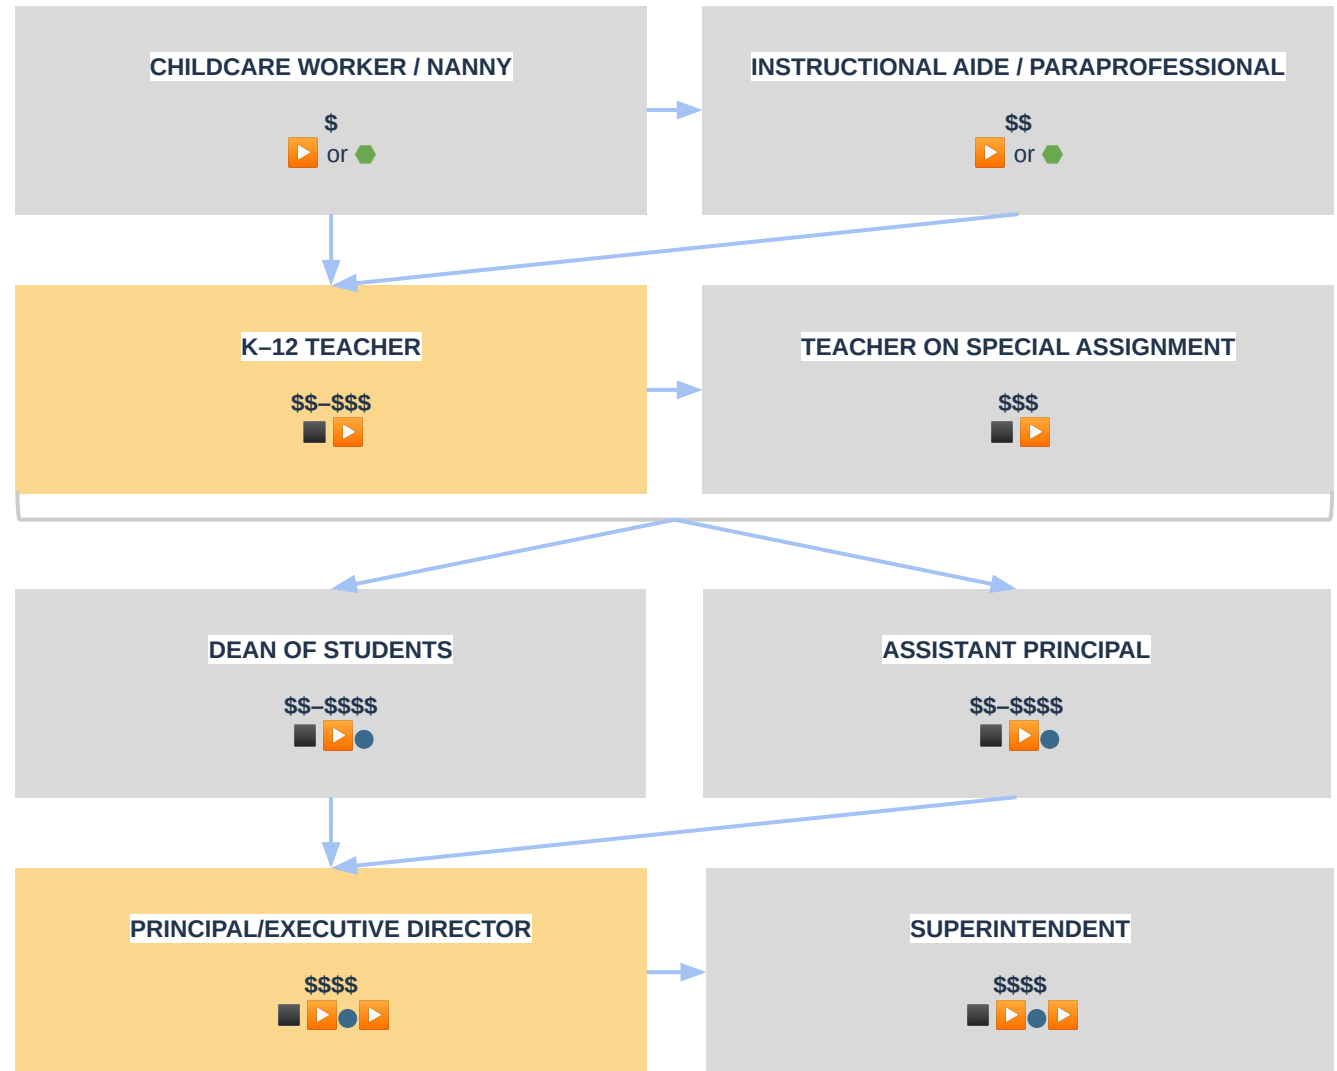 CHILDCARE WORKER / NANNY
$
or
INSTRUCTIONAL AIDE / PARAPROFESSIONAL
$$
or
K–12 TEACHER
$$–$$$
TEACHER ON SPECIAL ASSIGNMENT
$$$
DEAN OF STUDENTS
$$–$$$$
ASSISTANT PRINCIPAL
$$–$$$$
PRINCIPAL/EXECUTIVE DIRECTOR
$$$$
SUPERINTENDENT
$$$$